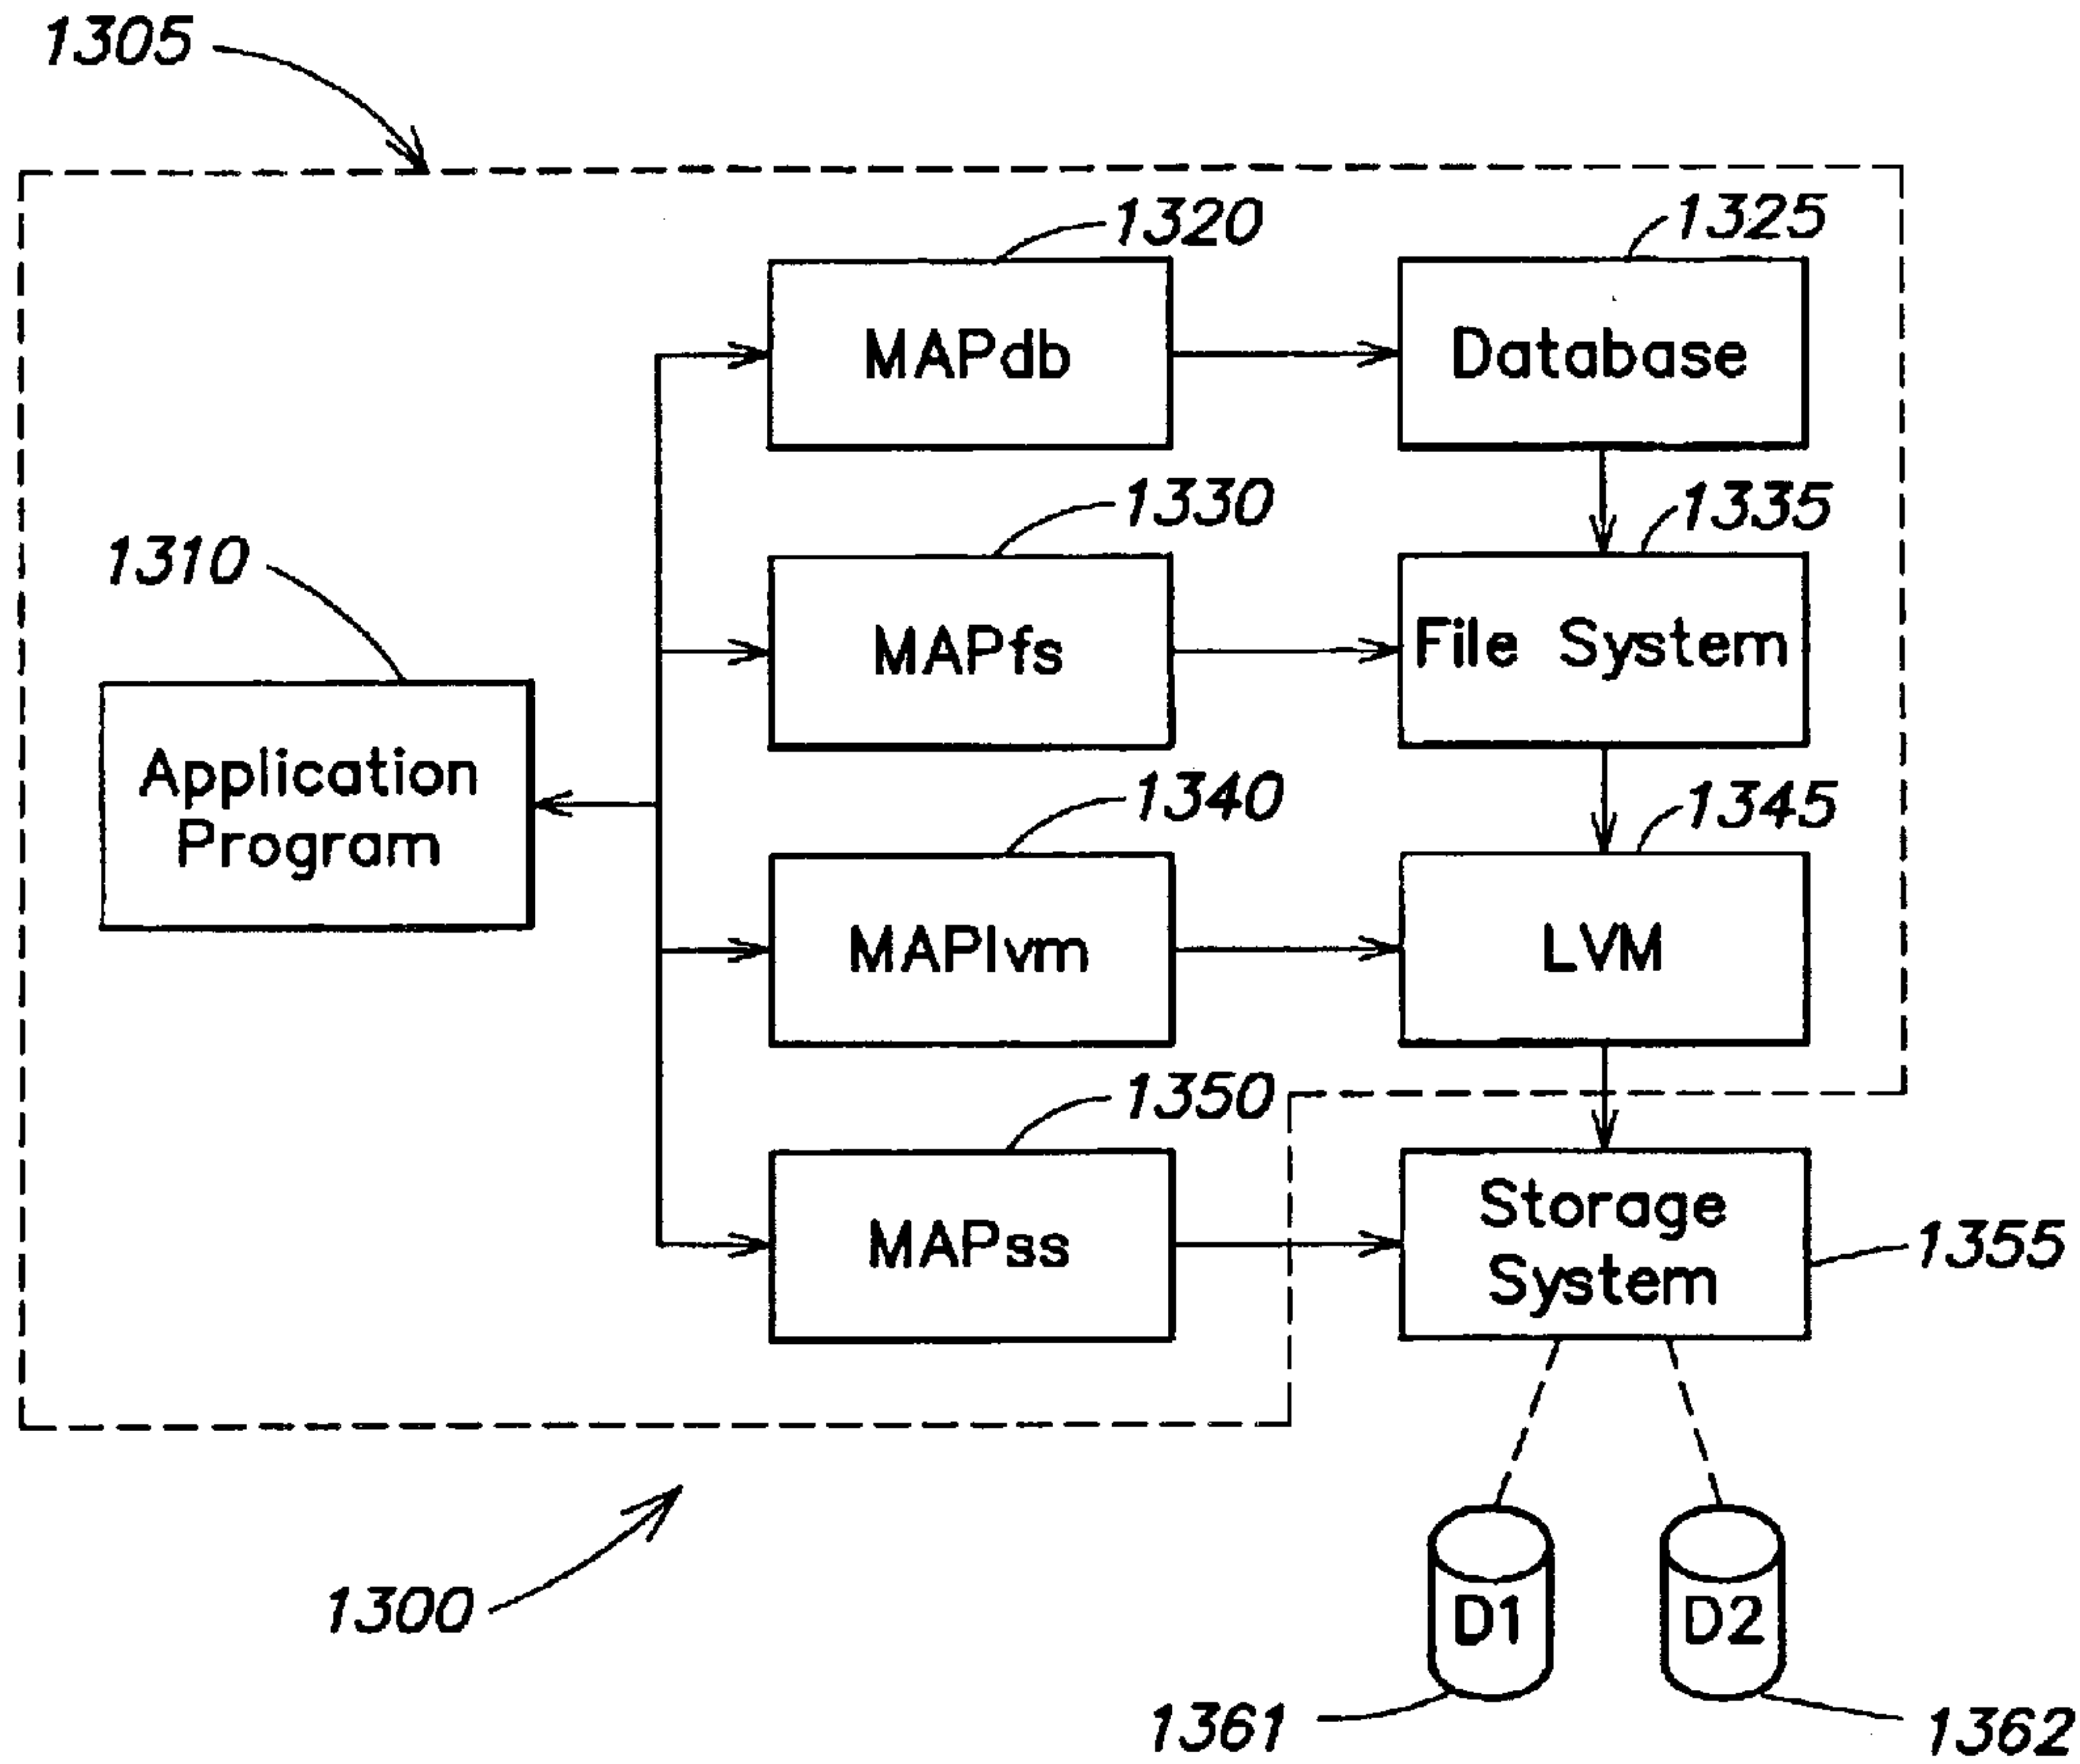 1305
1320
1325
MAPdb
Database
1330
1335
1310
MAPfs
File System
Application
Program
1340
1345
MAPlvm
LVM
1350
MAPss
Storage
System
1355
1300
D1
D2
1361
1362